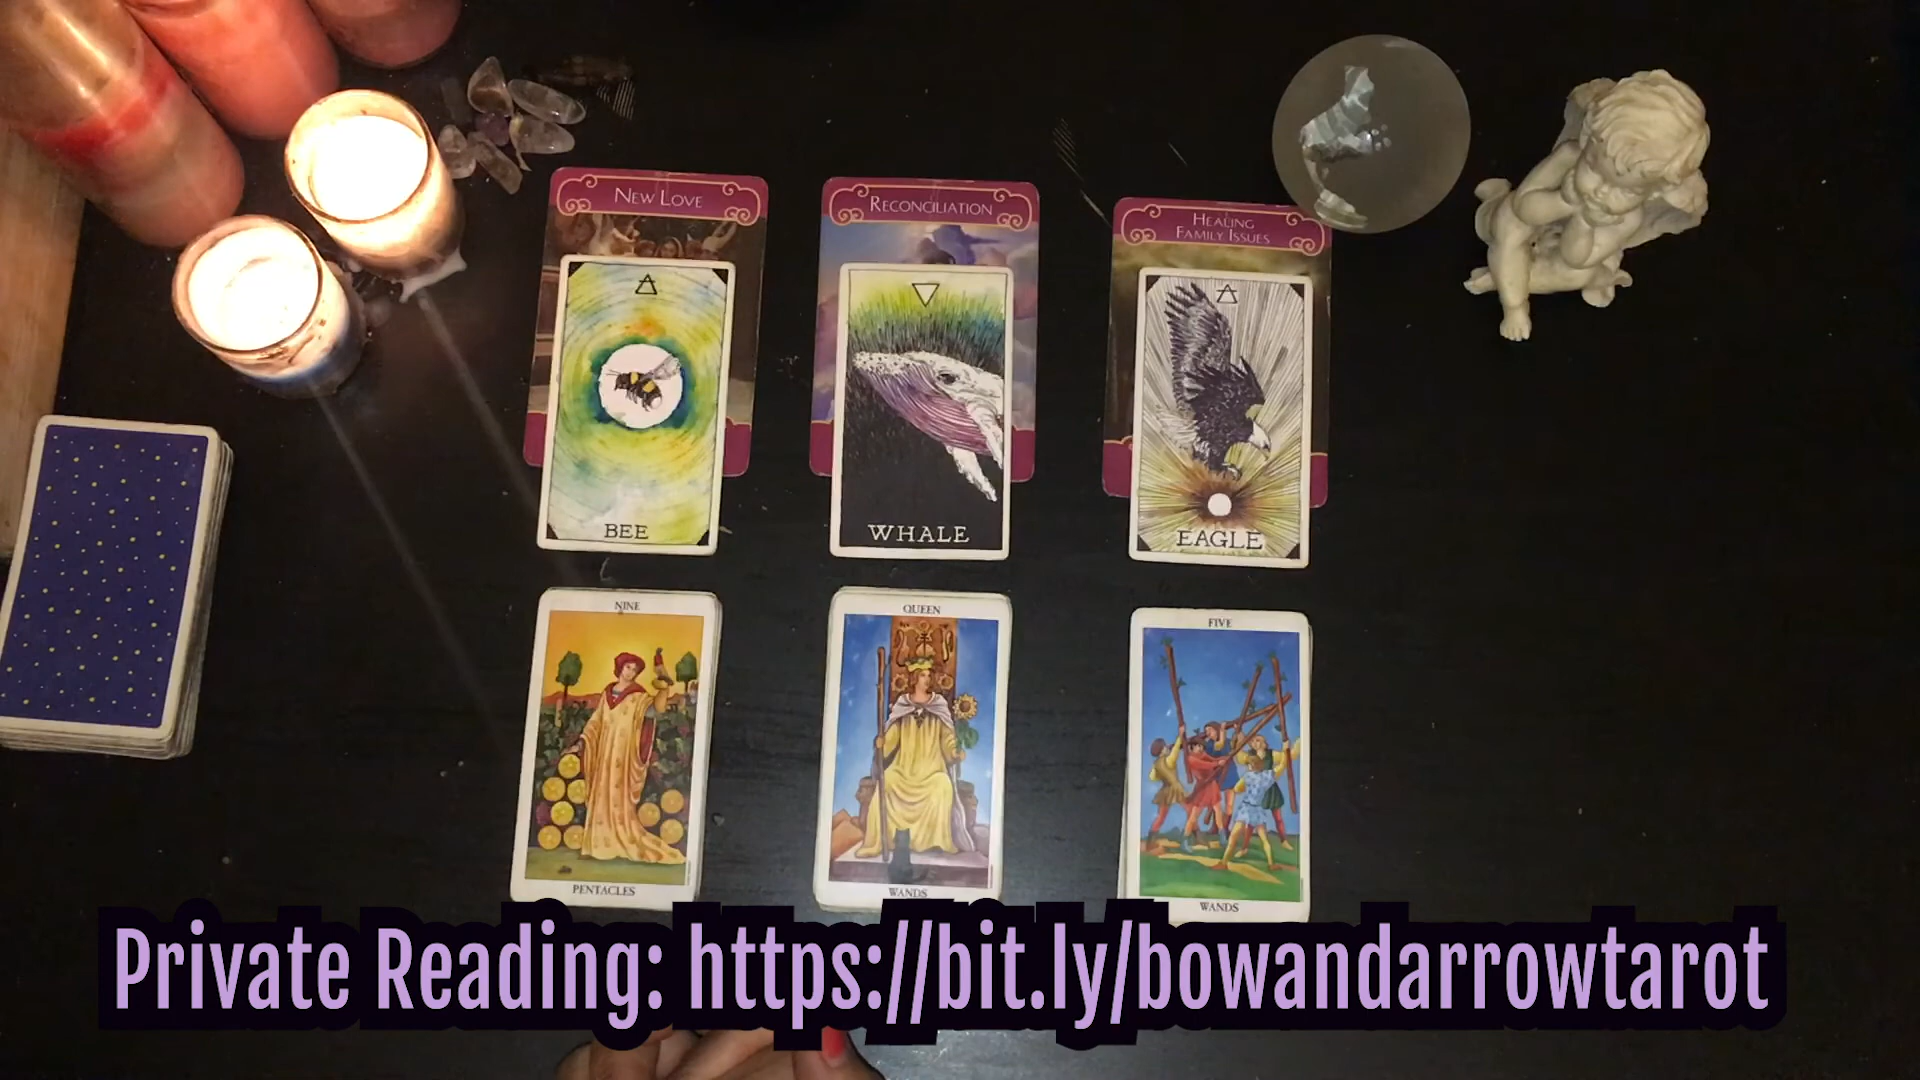 New Love
Reconciliation
Healing
Family Issues
BEE
WHALE
EAGLE
NINE
PENTACLES
QUEEN
WANDS
FIVE
WANDS
Private Reading: https://bit.ly/bowandarrowtarot